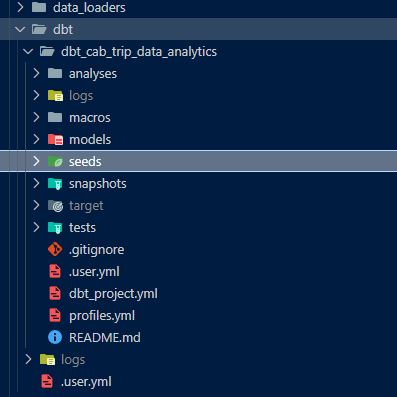 data_loaders
dbt
dbt_cab_trip_data_analytics
analyses
logs
macros
models
seeds
snapshots
target
tests
.gitignore
.user.yml
dbt_project.yml
profiles.yml
README.md
logs
.user.yml